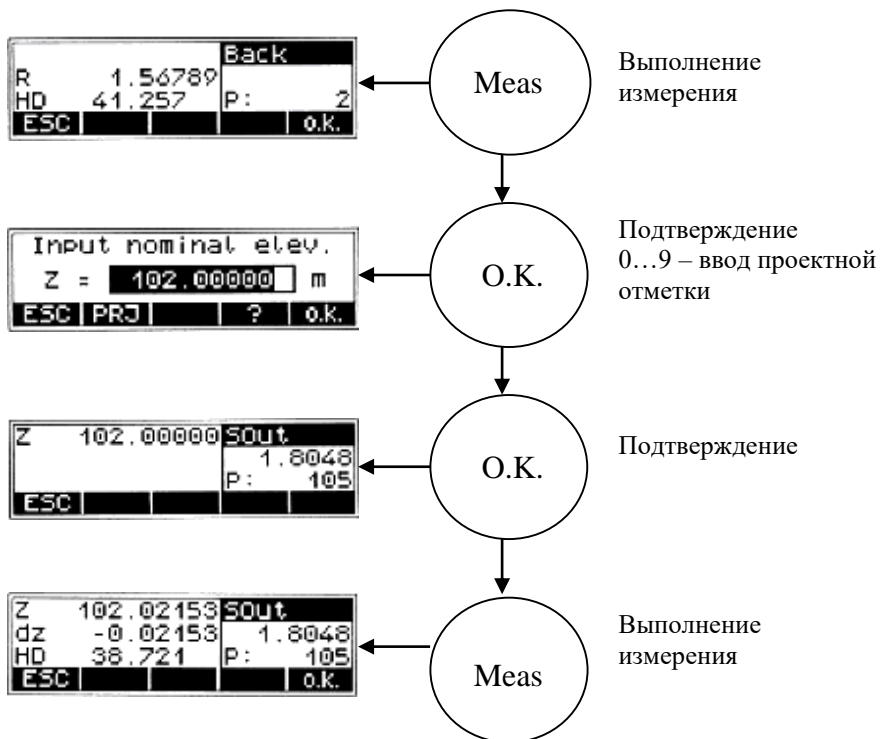 Back
R 1.56789
HD 41.257 P: 2
ESC o.k.
Meas
Выполнение
измерения
Input nominal elev.
Z = 102.00000 m
ESC PRJ ? o.k.
O.K.
Подтверждение
0…9 – ввод проектной
отметки
Z 102.00000 SOut
1.8048
P: 105
ESC
O.K.
Подтверждение
Z 102.02153 SOut
dz -0.02153 1.8048
HD 38.721 P: 105
ESC o.k.
Meas
Выполнение
измерения